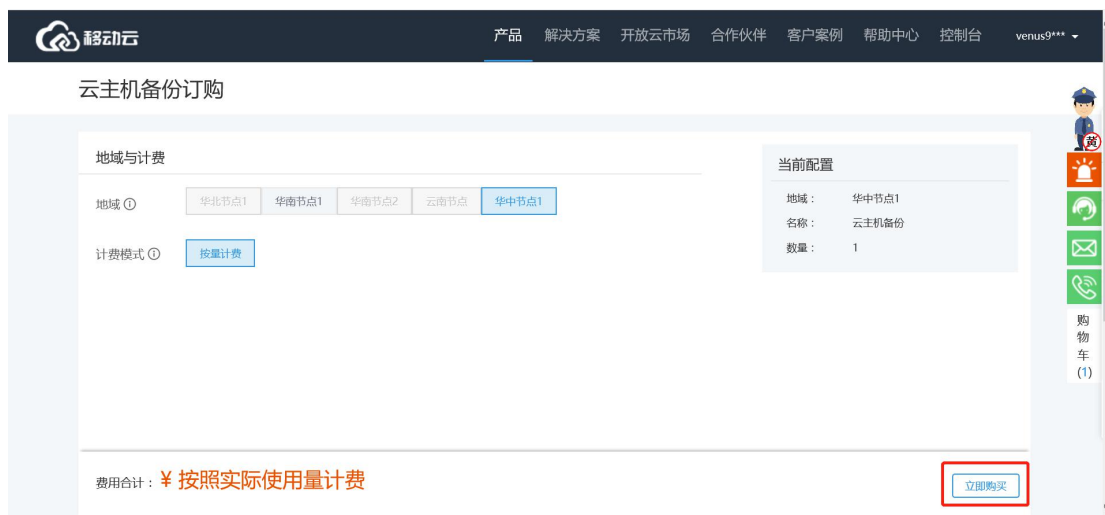 移动云 产品 解决方案 开放云市场 合作伙伴 客户案例 帮助中心 控制台 venus9***
云主机备份订购
地域与计费
地域 华北节点1 华南节点1 华南节点2 云南节点 华中节点1
计费模式 按量计费
当前配置
地域： 华中节点1
名称： 云主机备份
数量： 1
黄
购
物
车
(1)
费用合计：¥ 按照实际使用量计费
立即购买